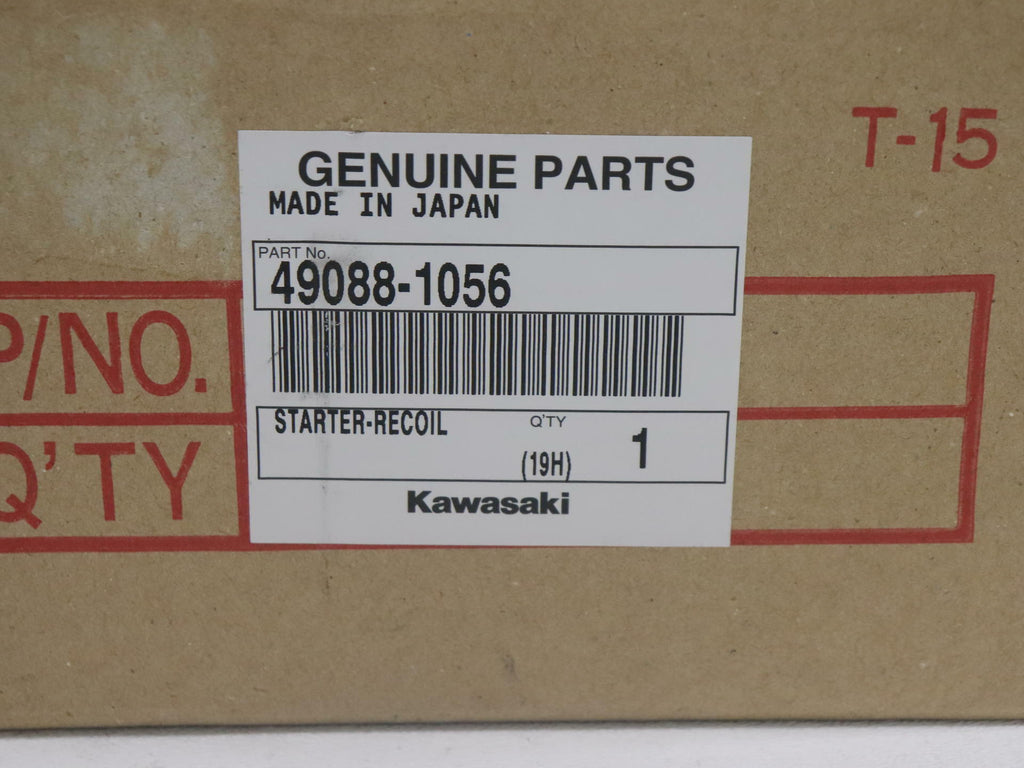 T-15
GENUINE PARTS
MADE IN JAPAN
PART No.
49088-1056
P/NO.
STARTER-RECOIL
Q'TY
(19H)
1
Q'TY
Kawasaki